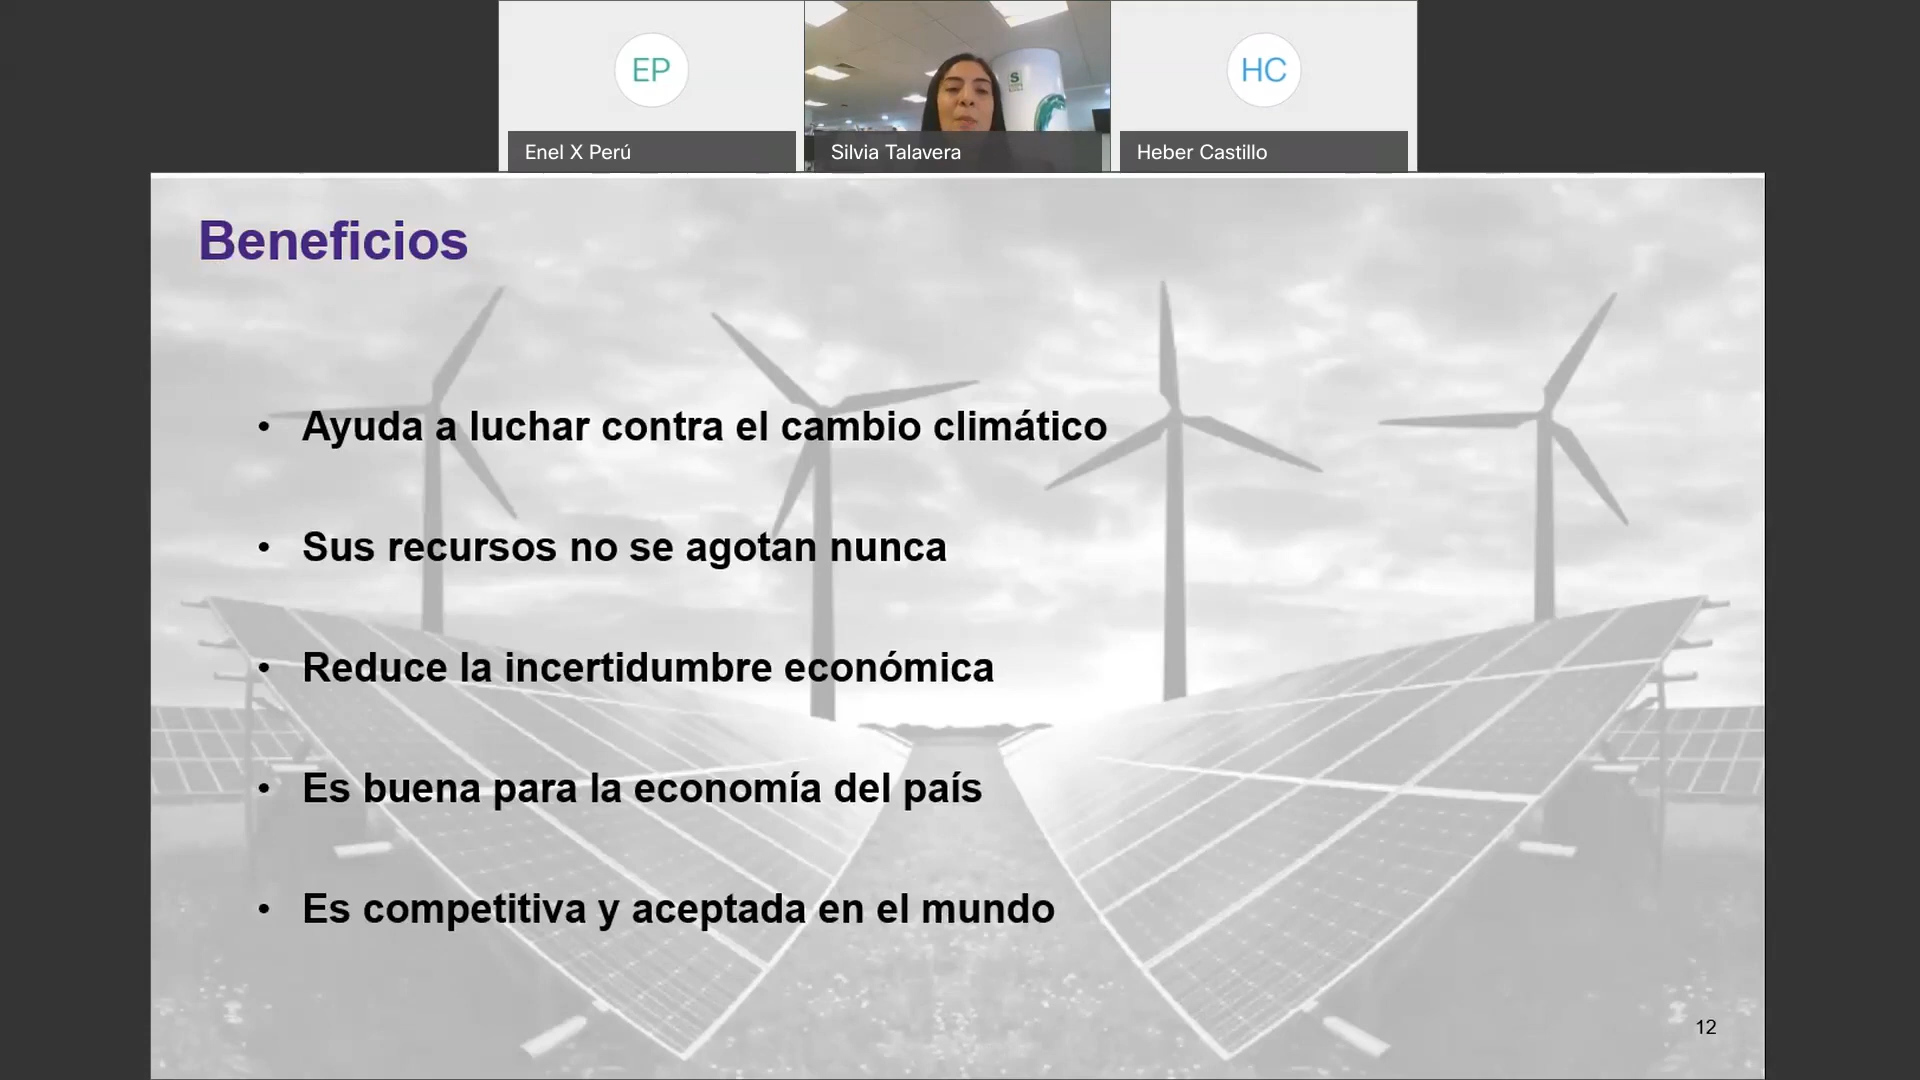 EP
HC
S
Enel X Perú
Silvia Talavera
Heber Castillo
Beneficios
• Ayuda a luchar contra el cambio climático
• Sus recursos no se agotan nunca
• Reduce la incertidumbre económica
• Es buena para la economía del país
• Es competitiva y aceptada en el mundo
12